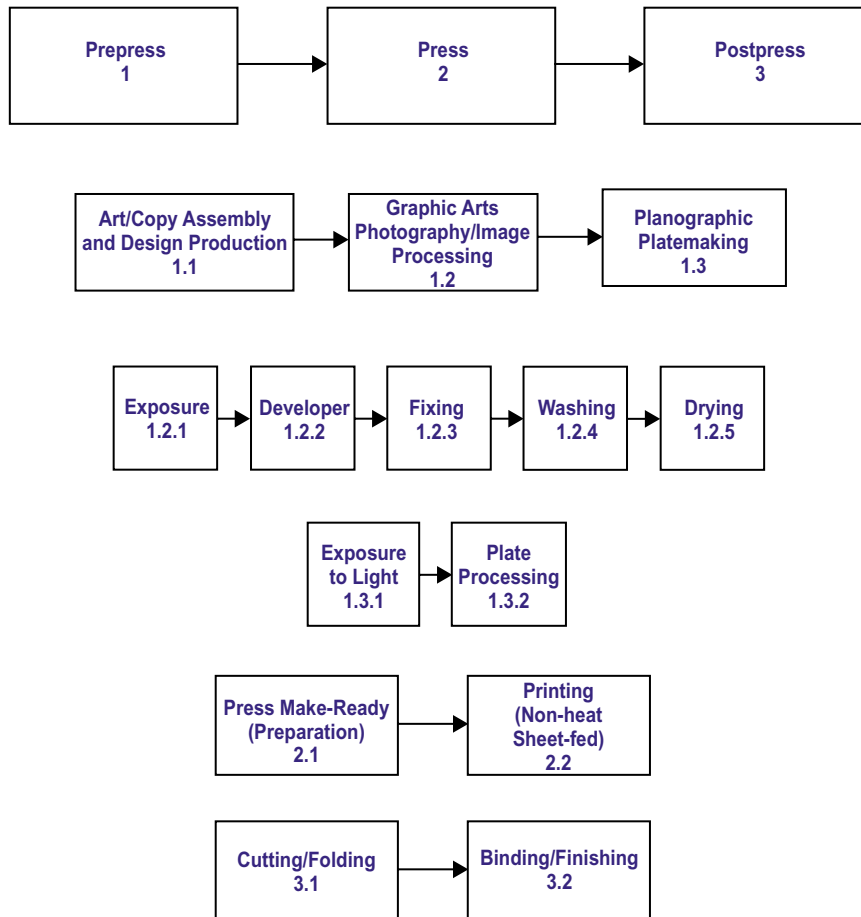 Prepress
1
Press
2
Postpress
3
Art/Copy Assembly
and Design Production
1.1
Graphic Arts
Photography/Image
Processing
1.2
Planographic
Platemaking
1.3
Exposure
1.2.1
Developer
1.2.2
Fixing
1.2.3
Washing
1.2.4
Drying
1.2.5
Exposure
to Light
1.3.1
Plate
Processing
1.3.2
Press Make-Ready
(Preparation)
2.1
Printing
(Non-heat
Sheet-fed)
2.2
Cutting/Folding
3.1
Binding/Finishing
3.2